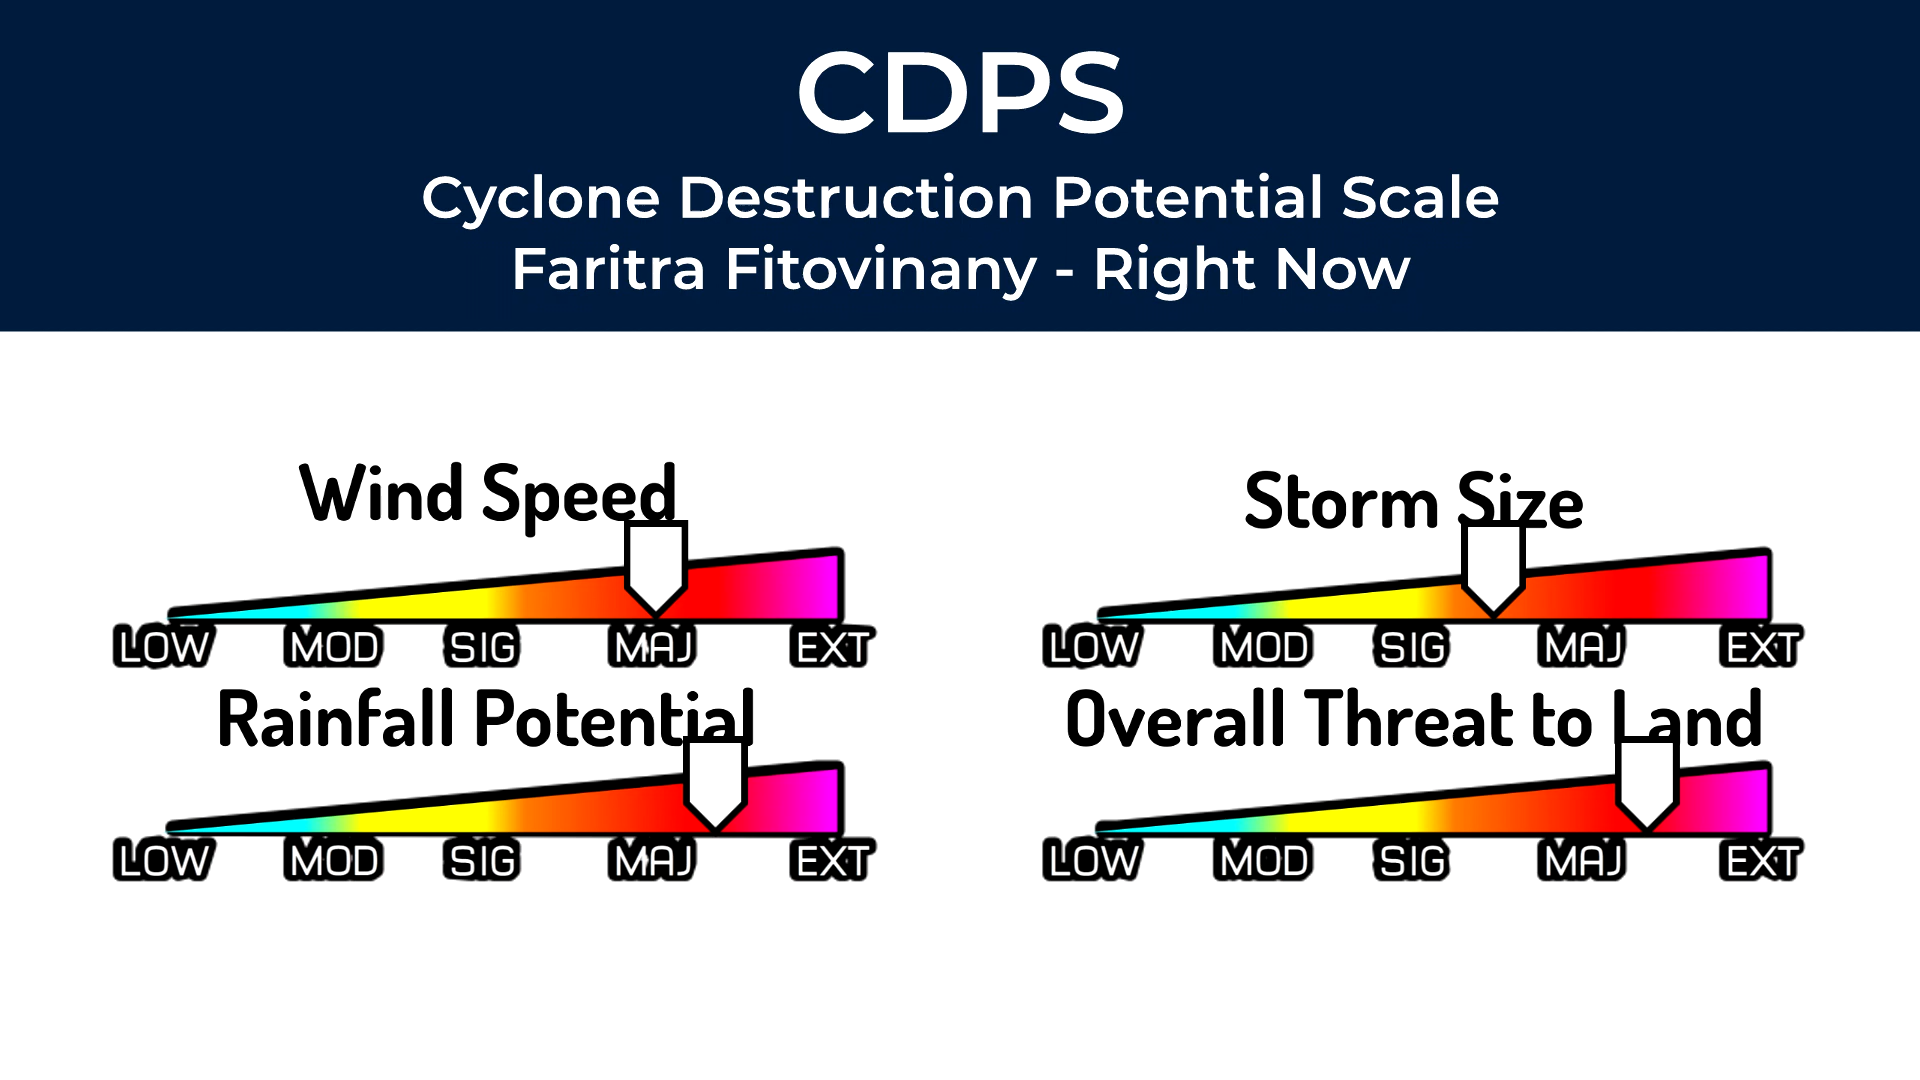 CDPS
Cyclone Destruction Potential Scale
Faritra Fitovinany - Right Now
Wind Speed
LOW MOD SIG MAJ EXT
Storm Size
LOW MOD SIG MAJ EXT
Rainfall Potential
LOW MOD SIG MAJ EXT
Overall Threat to Land
LOW MOD SIG MAJ EXT